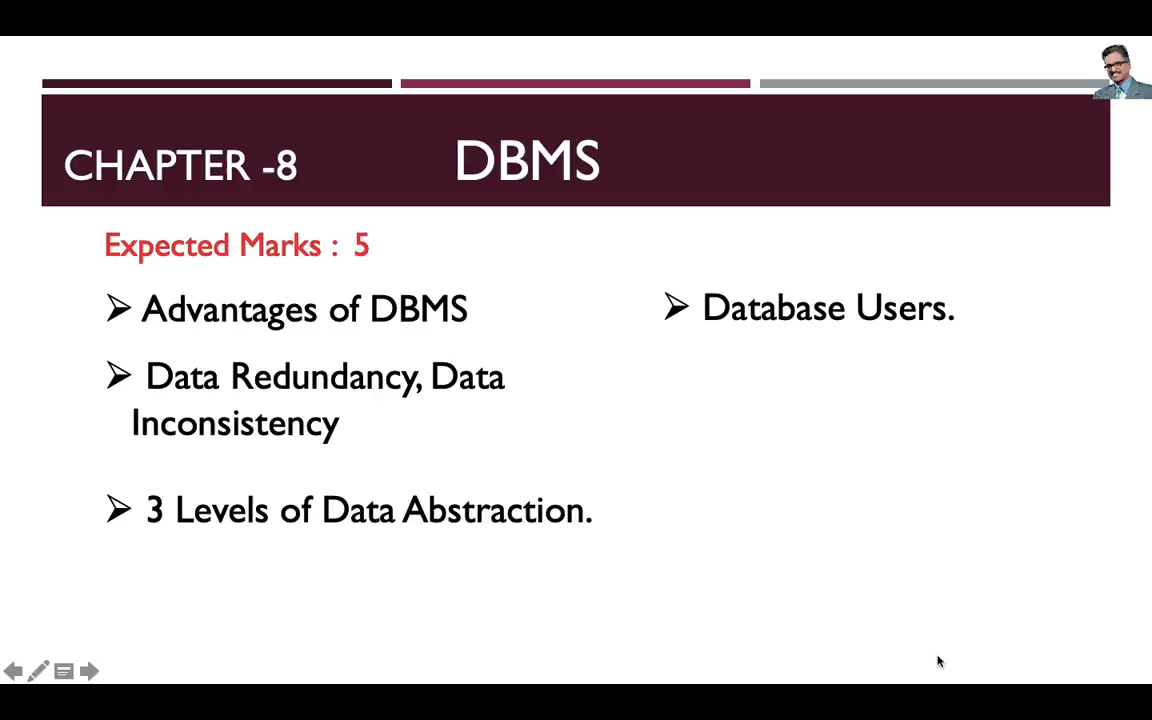 CHAPTER -8 DBMS
Expected Marks : 5
➢ Advantages of DBMS
➢ Data Redundancy, Data
Inconsistency
➢ 3 Levels of Data Abstraction.
➢ Database Users.